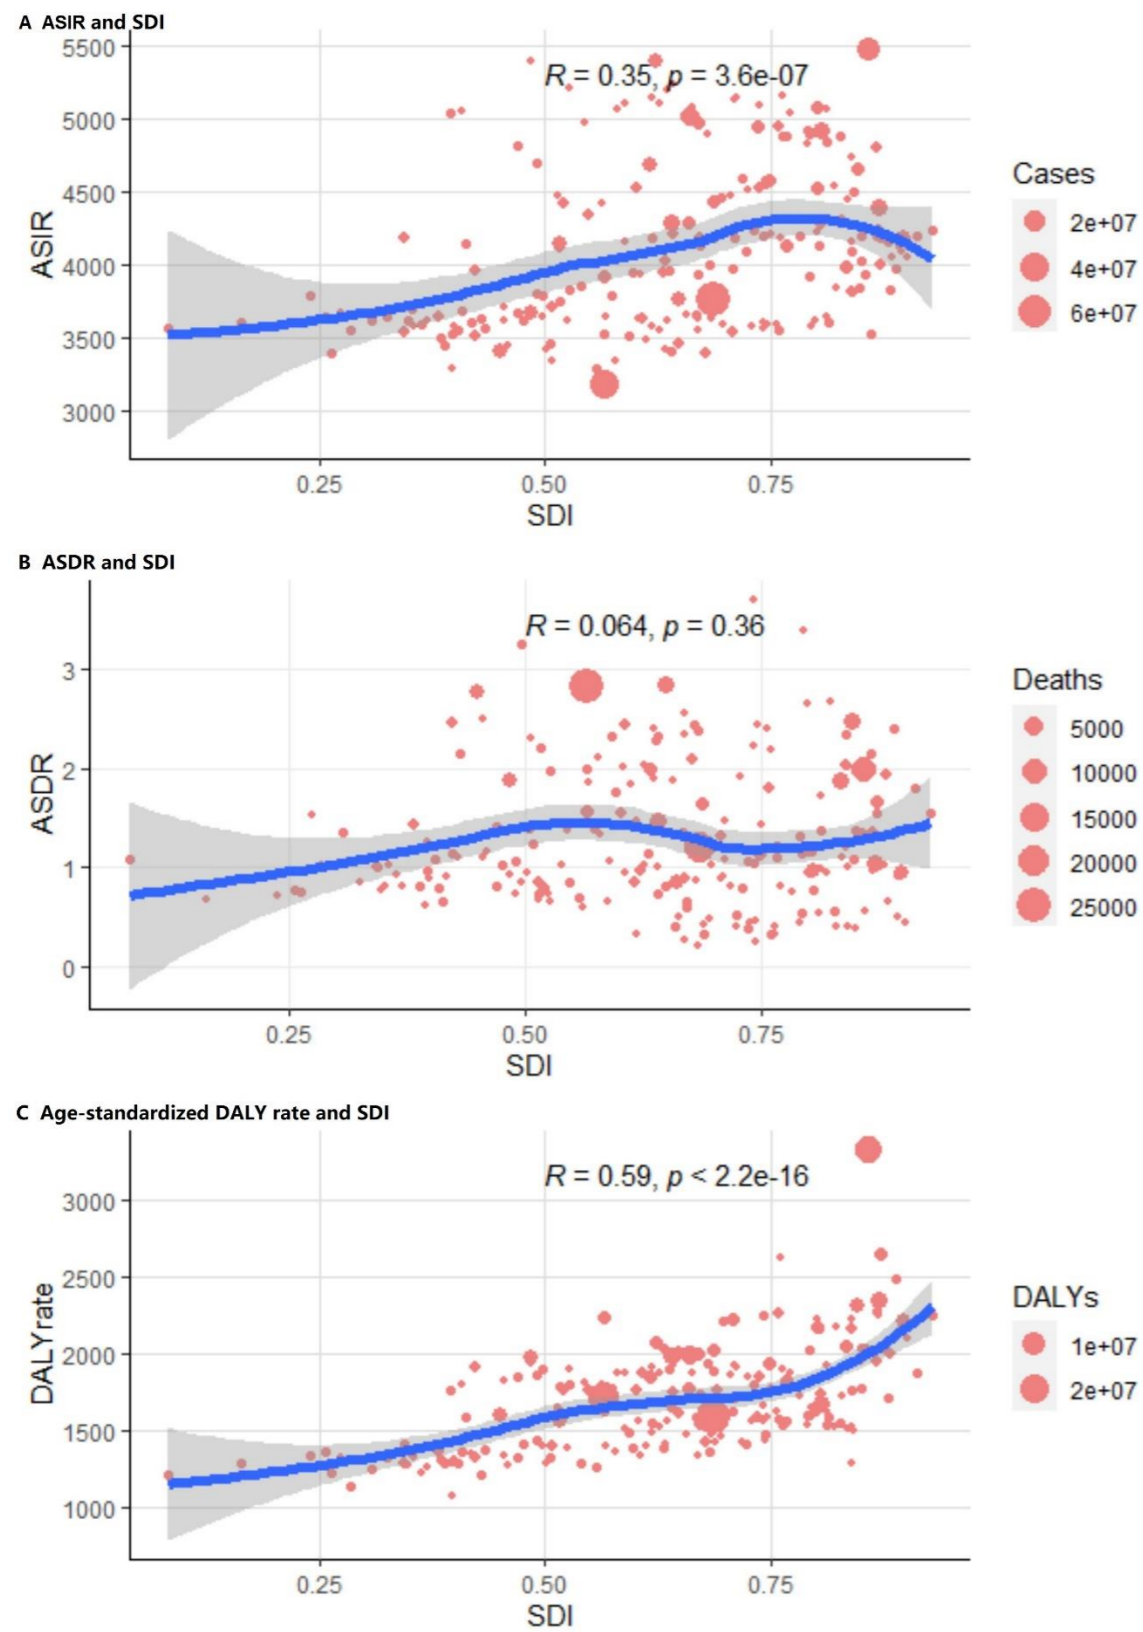 A ASIR and SDI
R = 0.35, p = 3.6e-07
5500
5000
4500
4000
3500
3000
ASIR
0.25 0.50 0.75
SDI
Cases
2e+07
4e+07
6e+07
B ASDR and SDI
R = 0.064, p = 0.36
3
2
1
0
ASDR
0.25 0.50 0.75
SDI
Deaths
5000
10000
15000
20000
25000
C Age-standardized DALY rate and SDI
R = 0.59, p < 2.2e-16
3000
2500
2000
1500
1000
DALYrate
0.25 0.50 0.75
SDI
DALYs
1e+07
2e+07